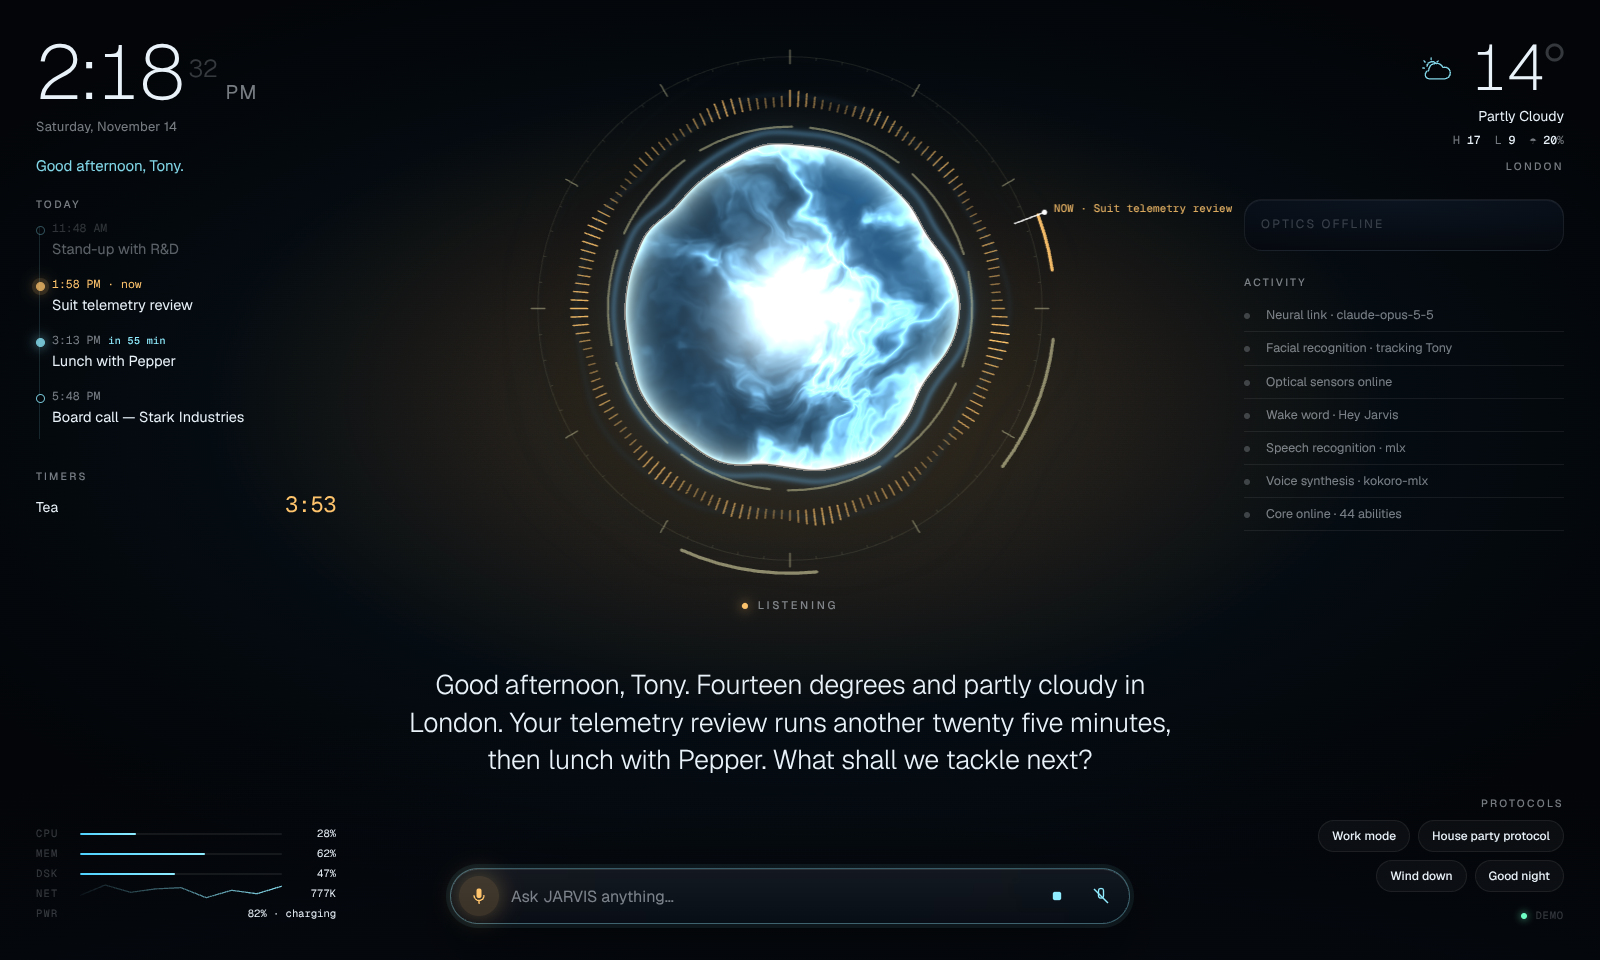 2:18 32 PM
Saturday, November 14
Good afternoon, Tony.
TODAY
11:48 AM
Stand-up with R&D
1:58 PM · now
Suit telemetry review
3:13 PM in 55 min
Lunch with Pepper
5:48 PM
Board call — Stark Industries
TIMERS
Tea 3:53
NOW · Suit telemetry review
14°
Partly Cloudy
H 17 L 9 20%
LONDON
OPTICS OFFLINE
ACTIVITY
Neural link · claude-opus-5-5
Facial recognition · tracking Tony
Optical sensors online
Wake word · Hey Jarvis
Speech recognition · mlx
Voice synthesis · kokoro-mlx
Core online · 44 abilities
LISTENING
Good afternoon, Tony. Fourteen degrees and partly cloudy in
London. Your telemetry review runs another twenty five minutes,
then lunch with Pepper. What shall we tackle next?
CPU 28%
MEM 62%
DSK 47%
NET 777K
PWR 82% · charging
Ask JARVIS anything...
PROTOCOLS
Work mode House party protocol
Wind down Good night
DEMO